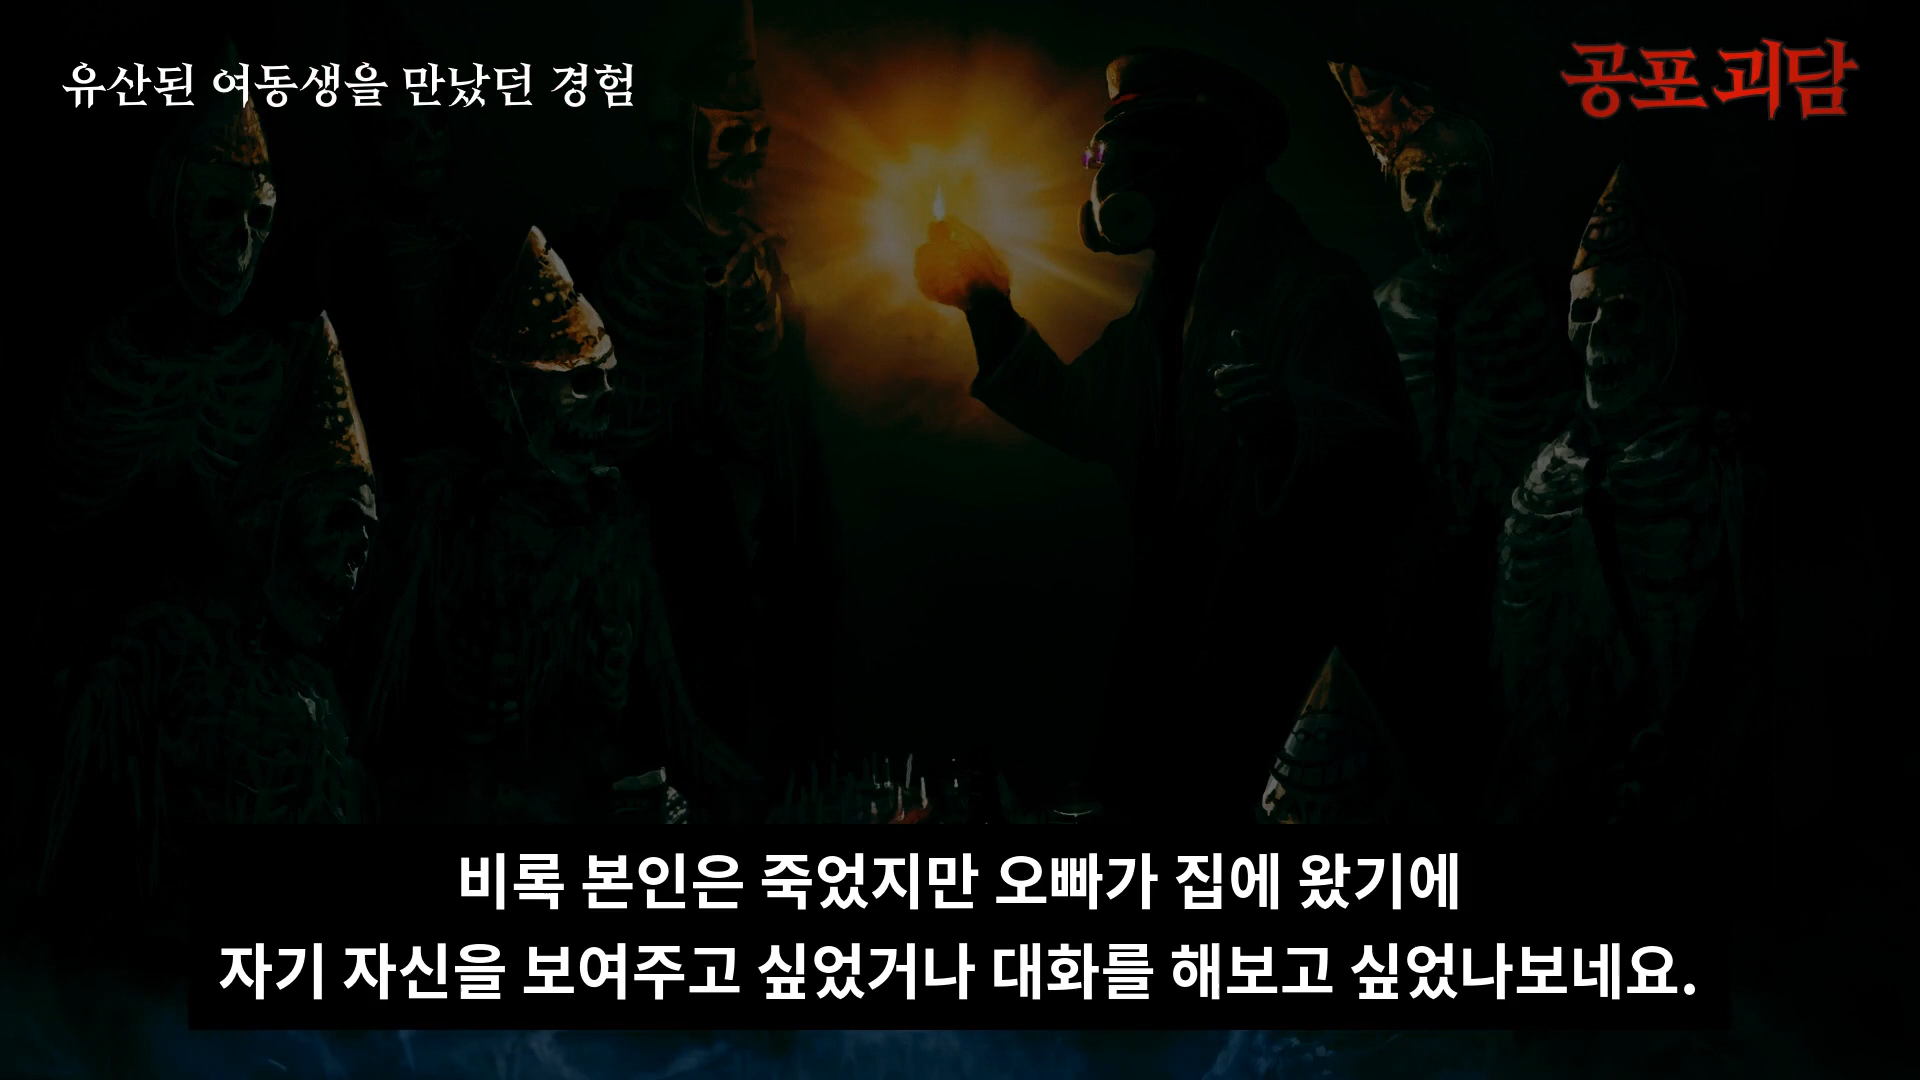 유산된 여동생을 만났던 경험
공포 괴담
비록 본인은 죽었지만 오빠가 집에 왔기에
자기 자신을 보여주고 싶었거나 대화를 해보고 싶었나보네요.